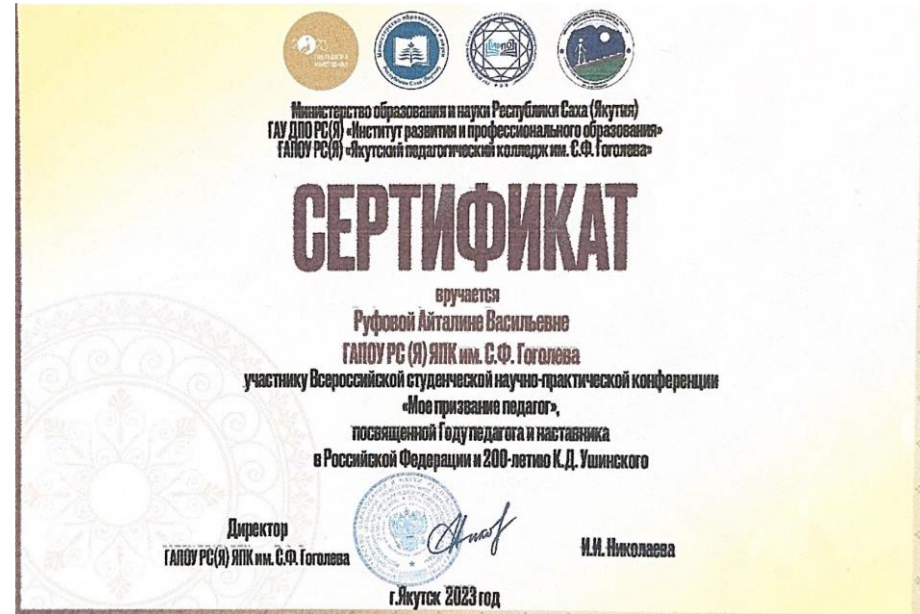 Министерство образования и науки Республики Саха (Якутия)
ГАУ ДПО РС(Я) «Институт развития и профессионального образования»
ГАПОУ РС(Я) «Якутский педагогический колледж им. С.Ф. Гоголева»
СЕРТИФИКАТ
вручается
Руфовой Айталине Васильевне
ГАПОУ РС (Я) ЯПК им. С.Ф. Гоголева
участнику Всероссийской студенческой научно-практической конференции
«Мое призвание педагог»,
посвященной Году педагога и наставника
в Российской Федерации и 200-летию К.Д. Ушинского
Директор
ГАПОУ РС(Я) ЯПК им. С.Ф. Гоголева
И.И. Николаева
г.Якутск 2023 год